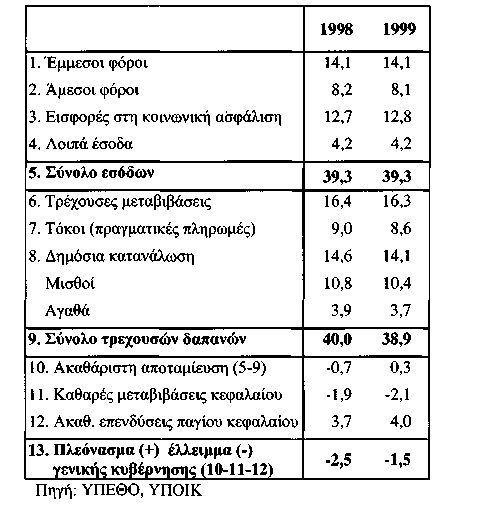 1998 1999
1. Έμμεσοι φόροι 14,1 14,1
2. Άμεσοι φόροι 8,2 8,1
3. Εισφορές στη κοινωνική ασφάλιση 12,7 12,8
4. Λοιπά έσοδα 4,2 4,2
5. Σύνολο εσόδων 39,3 39,3
6. Τρέχουσες μεταβιβάσεις 16,4 16,3
7. Τόκοι (πραγματικές πληρωμές) 9,0 8,6
8. Δημόσια κατανάλωση 14,6 14,1
Μισθοί 10,8 10,4
Αγαθά 3,9 3,7
9. Σύνολο τρεχουσών δαπανών 40,0 38,9
10. Ακαθάριστη αποταμίευση (5-9) -0,7 0,3
11. Καθαρές μεταβιβάσεις κεφαλαίου -1,9 -2,1
12. Ακαθ. επενδύσεις παγίου κεφαλαίου 3,7 4,0
13. Πλεόνασμα (+) έλλειμμα (-)
γενικής κυβέρνησης (10-11-12) -2,5 -1,5
Πηγή: ΥΠΕΘΟ, ΥΠΟΙΚ